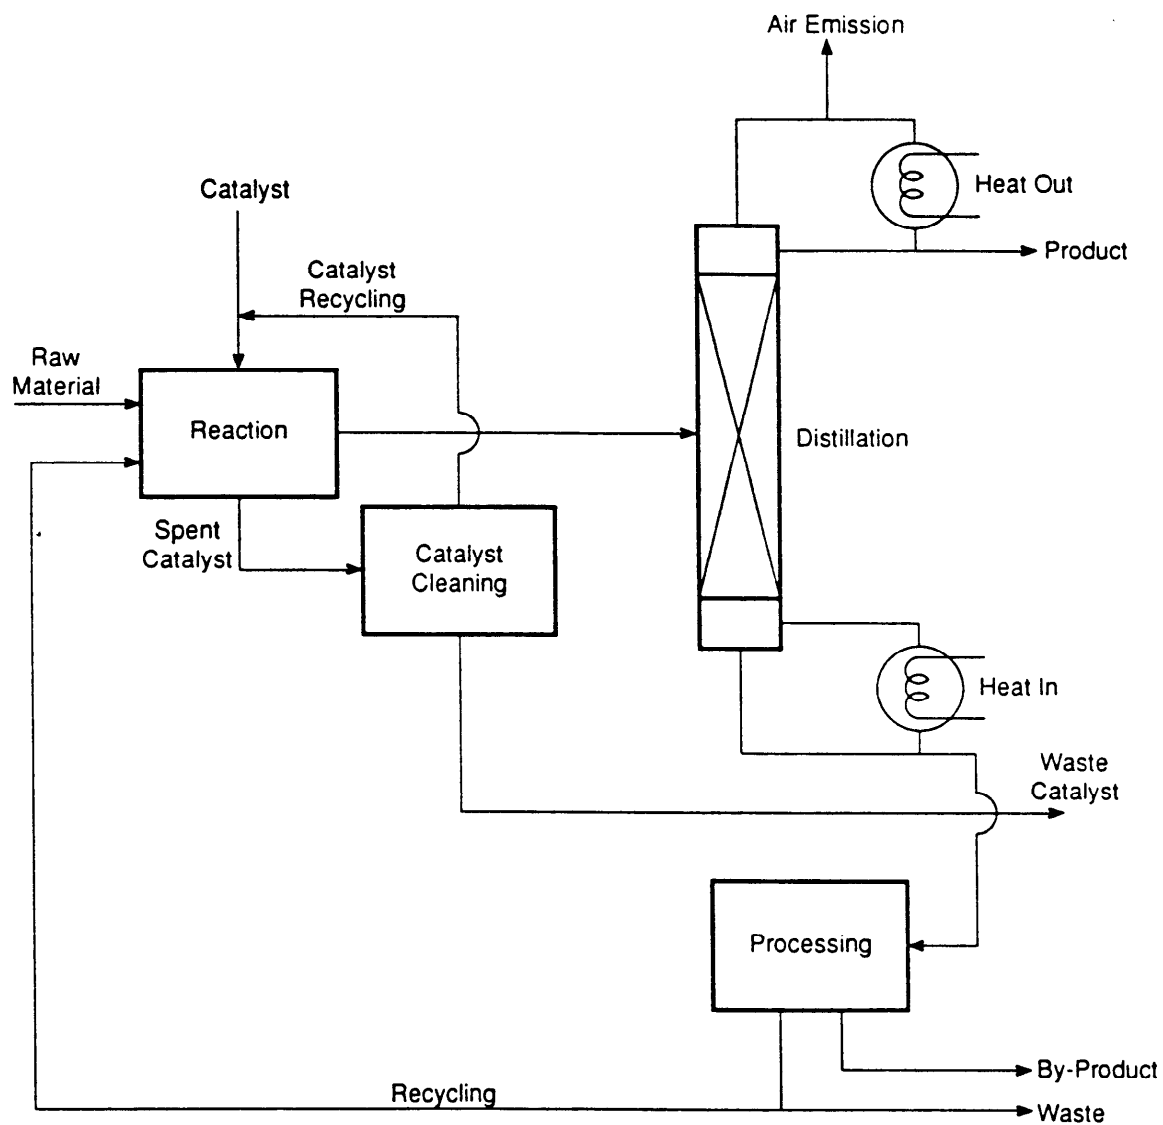 Air Emission
Heat Out
Catalyst
Product
Catalyst
Recycling
Raw
Material
Reaction
Distillation
Spent
Catalyst
Catalyst
Cleaning
Heat In
Waste
Catalyst
Processing
By-Product
Recycling
Waste